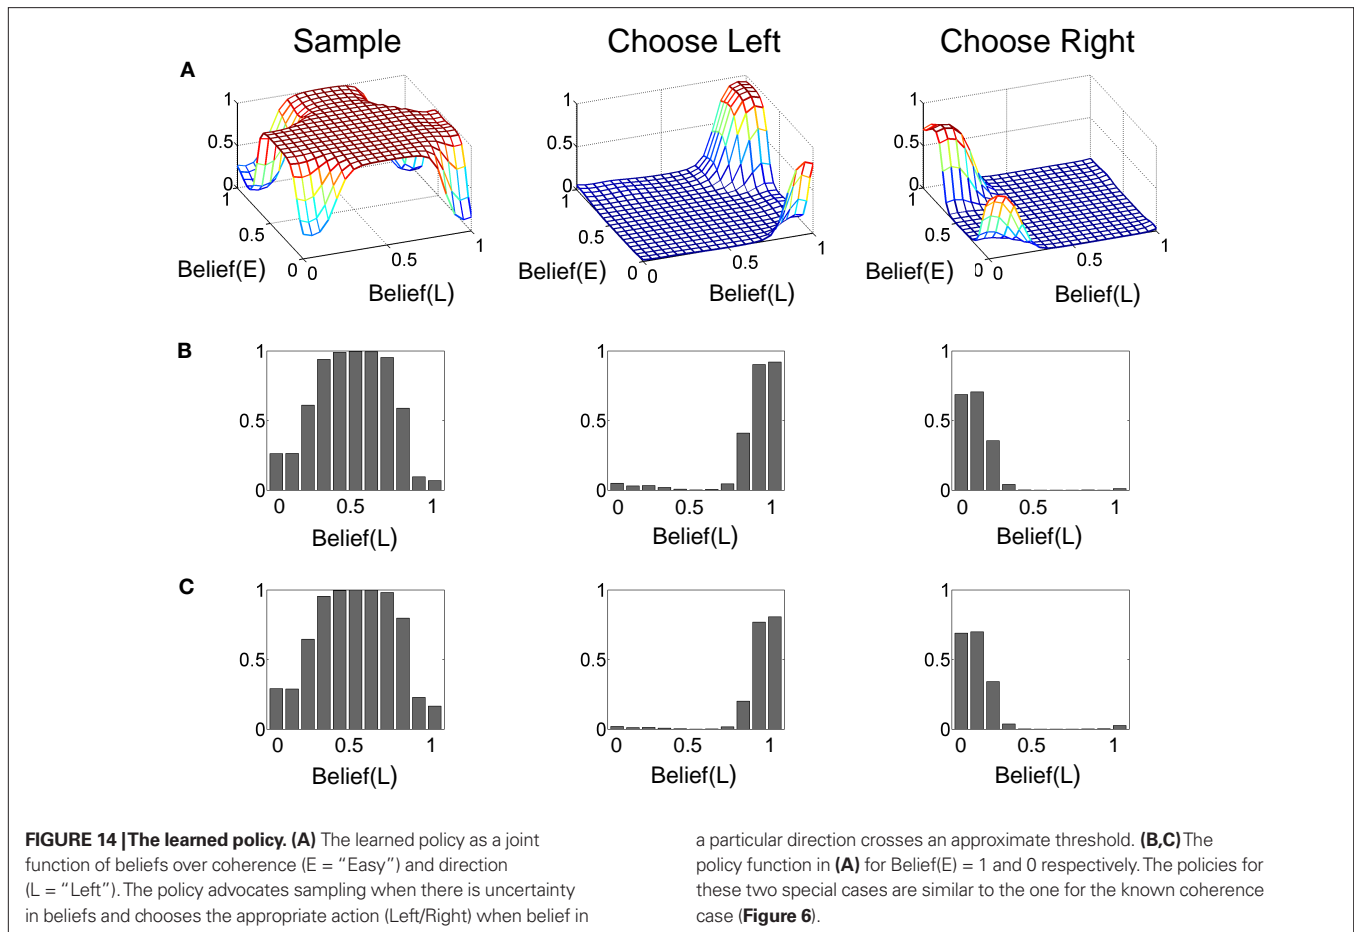 Sample Choose Left Choose Right
A
1
0.5
0
1
0.5
0
0
0.5
1
Belief(E)
Belief(L)
1
0.5
0
1
0.5
0
0
0.5
1
Belief(E)
Belief(L)
1
0.5
0
1
0.5
0
0
0.5
1
Belief(E)
Belief(L)
B
1
0.5
0
0 0.5 1
Belief(L)
1
0.5
0
0 0.5 1
Belief(L)
1
0.5
0
0 0.5 1
Belief(L)
C
1
0.5
0
0 0.5 1
Belief(L)
1
0.5
0
0 0.5 1
Belief(L)
1
0.5
0
0 0.5 1
Belief(L)
FIGURE 14 | The learned policy. (A) The learned policy as a joint
function of beliefs over coherence (E = “Easy”) and direction
(L = “Left”). The policy advocates sampling when there is uncertainty
in beliefs and chooses the appropriate action (Left/Right) when belief in
a particular direction crosses an approximate threshold. (B,C) The
policy function in (A) for Belief(E) = 1 and 0 respectively. The policies for
these two special cases are similar to the one for the known coherence
case (Figure 6).